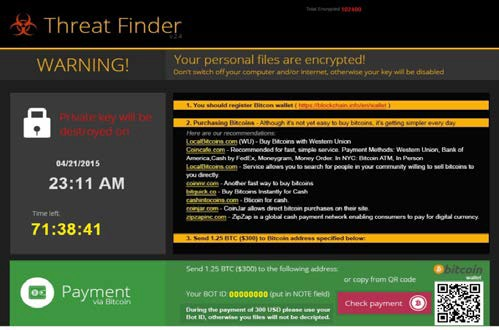 Total Encrypted: 102400
Threat Finder
v.2.4
WARNING!
Your personal files are encrypted!
Don't switch off your computer and/or internet, otherwise your key will be disabled
Private key will be
destroyed on
04/21/2015
23:11 AM
Time left:
71:38:41
1. You should register Bitcon wallet ( https://blockchain.info/en/wallet )
2. Purchasing Bitcoins - Although it's not yet easy to buy bitcoins, it's getting simpler every day.
Here are our recommendations:
LocalBitcoins.com (WU) - Buy Bitcoins with Western Union
Coincafe.com - Recommended for fast, simple service. Payment Methods: Western Union, Bank of
America,Cash by FedEx, Moneygram, Money Order. In NYC: Bitcoin ATM, In Person
LocalBitcoins.com - Service allows you to search for people in your community willing to sell bitcoins to
you directly.
coinmr.com - Another fast way to buy bitcoins
bitquick.co - Buy Bitcoins Instantly for Cash
cashintocoins.com - Bticoin for cash.
coinjar.com - CoinJar allows direct bitcoin purchases on their site.
zipzapinc.com - ZipZap is a global cash payment network enabling consumers to pay for digital currency.
3. Send 1.25 BTC ($300) to Bitcoin address specified below:
Payment
via Bitcoin
Send 1.25 BTC ($300) to the following address:
or copy from QR code
Your BOT ID: 00000000 (put in NOTE field)
During the payment of 300 USD please use your
Bot ID, otherwise you files will not be decripted.
Check payment
bitcoin
wallet